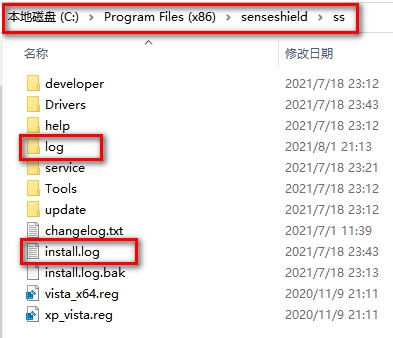 本地磁盘 (C:) > Program Files (x86) > senseshield > ss
名称 修改日期
developer 2021/7/18 23:12
Drivers 2021/7/18 23:43
help 2021/7/18 23:12
log 2021/8/1 21:13
service 2021/7/18 23:21
Tools 2021/7/18 23:12
update 2021/7/18 23:12
changelog.txt 2021/7/1 11:39
install.log 2021/7/18 23:43
install.log.bak 2021/7/18 23:13
vista_x64.reg 2020/11/9 21:11
xp_vista.reg 2020/11/9 21:11